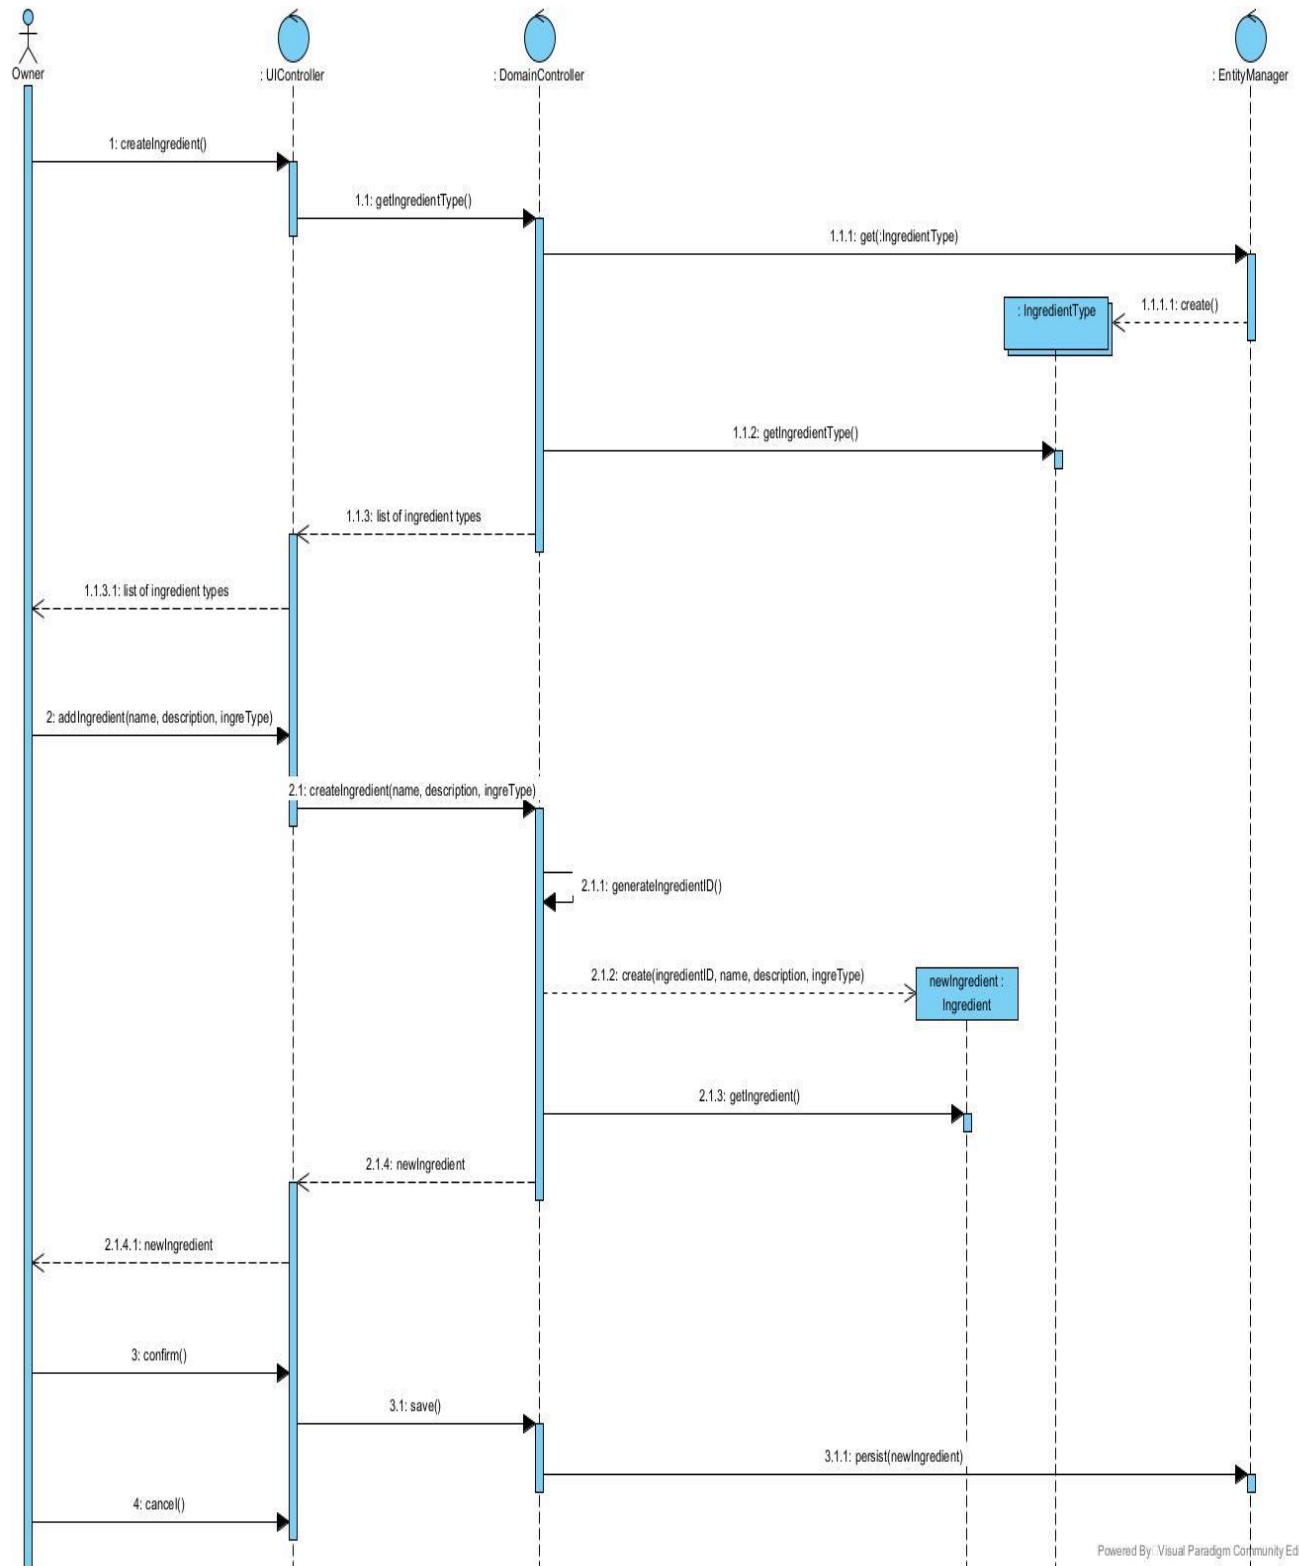 Owner
: UIController
: DomainController
: EntityManager
1: createIngredient()
1.1: getIngredientType()
1.1.1: get(:IngredientType)
: IngredientType
1.1.1.1: create()
1.1.2: getIngredientType()
1.1.3: list of ingredient types
1.1.3.1: list of ingredient types
2: addIngredient(name, description, ingreType)
2.1: createIngredient(name, description, ingreType)
2.1.1: generateIngredientID()
2.1.2: create(ingredientID, name, description, ingreType)
newIngredient :
Ingredient
2.1.3: getIngredient()
2.1.4: newIngredient
2.1.4.1: newIngredient
3: confirm()
3.1: save()
3.1.1: persist(newIngredient)
4: cancel()
Powered By Visual Paradigm Community Ed